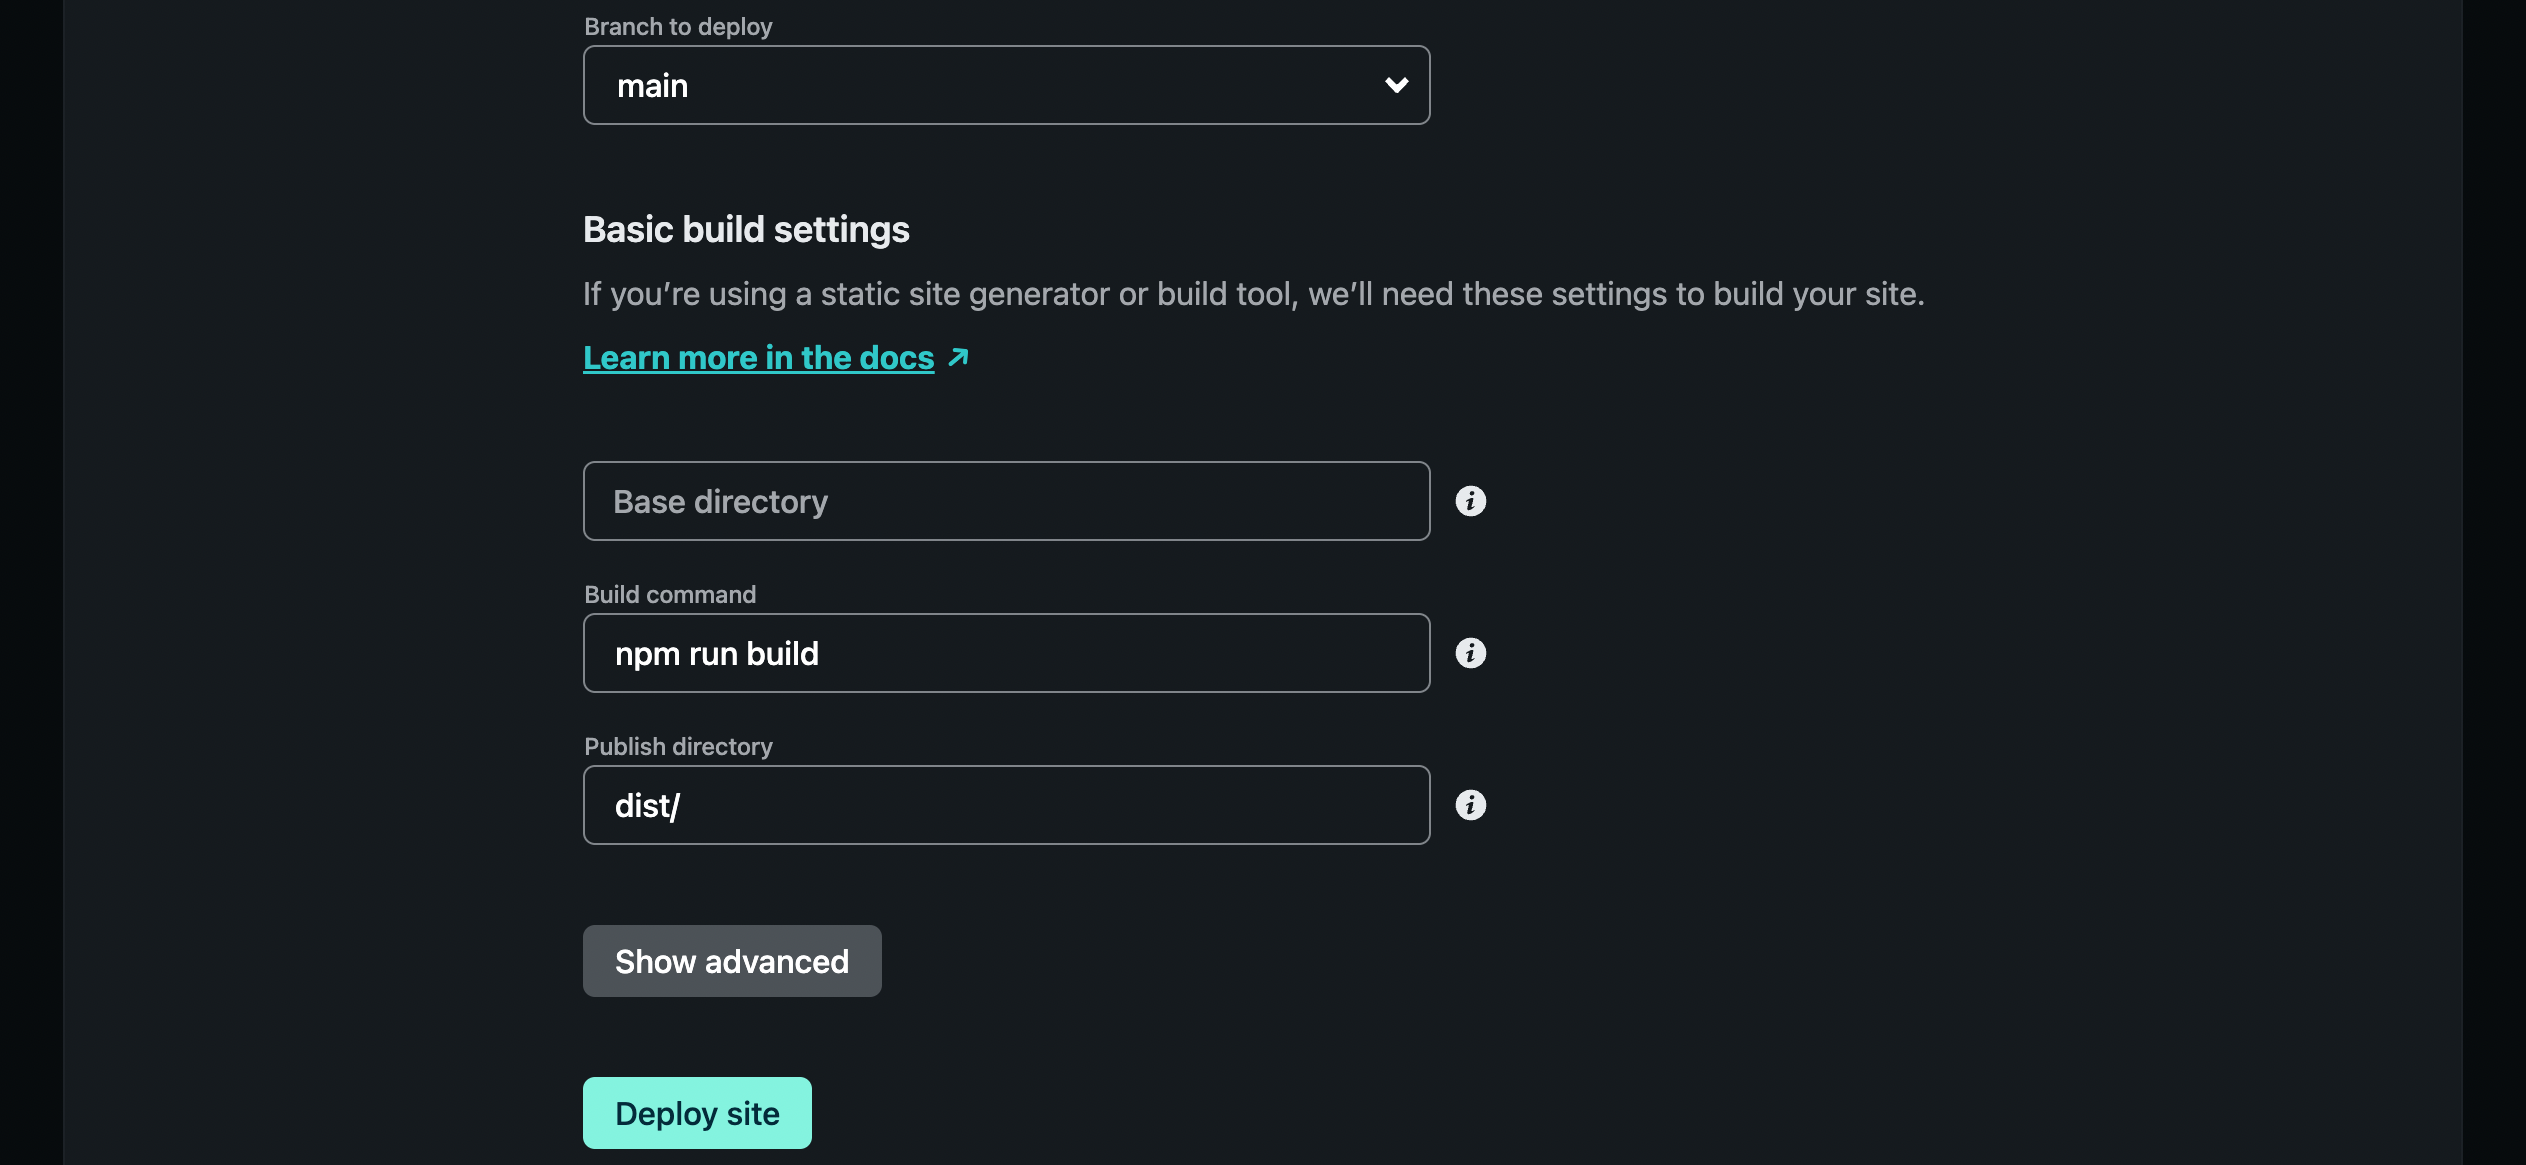 Branch to deploy
main
Basic build settings
If you’re using a static site generator or build tool, we’ll need these settings to build your site.
Learn more in the docs ↗
Base directory
i
Build command
npm run build
i
Publish directory
dist/
i
Show advanced
Deploy site